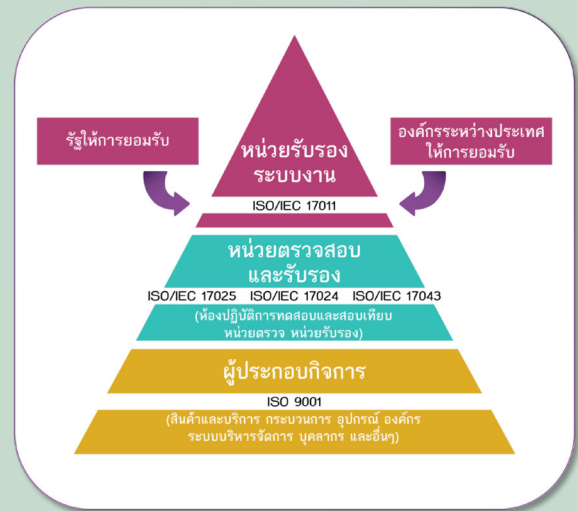 รัฐให้การยอมรับ
องค์กรระหว่างประเทศ
ให้การยอมรับ
หน่วยรับรอง
ระบบงาน
ISO/IEC 17011
หน่วยตรวจสอบ
และรับรอง
ISO/IEC 17025 ISO/IEC 17024 ISO/IEC 17043
(ห้องปฏิบัติการทดสอบและสอบเทียบ
หน่วยตรวจ หน่วยรับรอง)
ผู้ประกอบกิจการ
ISO 9001
(สินค้าและบริการ กระบวนการ อุปกรณ์ องค์กร
ระบบบริหารจัดการ บุคลากร และอื่นๆ)